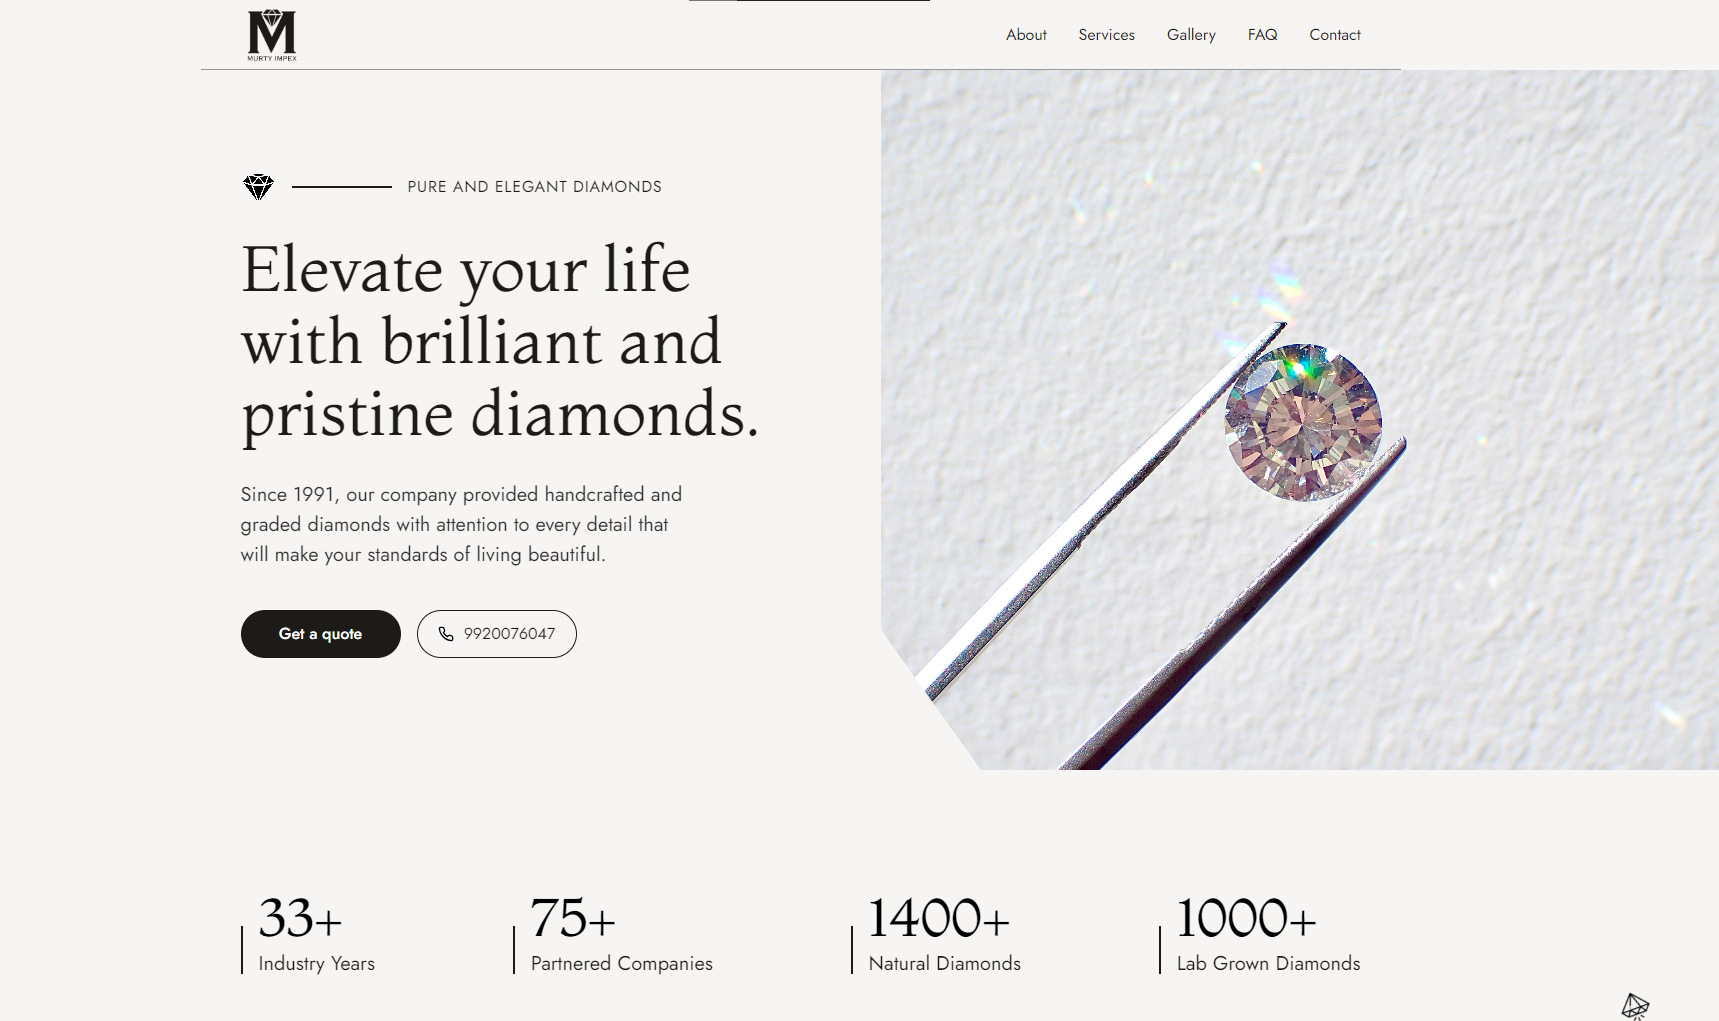 M
MURTY IMPEX
About
Services
Gallery
FAQ
Contact
PURE AND ELEGANT DIAMONDS
Elevate your life
with brilliant and
pristine diamonds.
Since 1991, our company provided handcrafted and
graded diamonds with attention to every detail that
will make your standards of living beautiful.
Get a quote
9920076047
33+
Industry Years
75+
Partnered Companies
1400+
Natural Diamonds
1000+
Lab Grown Diamonds